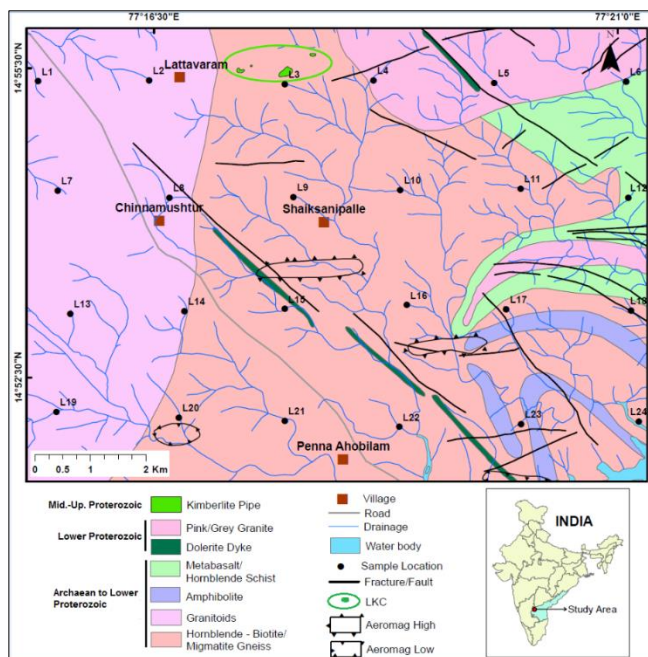 77°16'30"E 77°21'0"E
14°55'30"N
14°52'30"N
N
Lattavaram
L1 L2 L3 L4 L5 L6
L7 L8 L9 L10 L11 L12
Chinnamushtur
Shaiksanipalle
L13 L14 L15 L16 L17 L18
L19 L20 L21 L22 L23 L24
Penna Ahobilam
0 0.5 1 2 Km
Mid.-Up. Proterozoic
Kimberlite Pipe
Lower Proterozoic
Pink/Grey Granite
Dolerite Dyke
Archaean to Lower
Proterozoic
Metabasalt/
Hornblende Schist
Amphibolite
Granitoids
Hornblende - Biotite/
Migmatite Gneiss
Village
Road
Drainage
Water body
Sample Location
Fracture/Fault
LKC
Aeromag High
Aeromag Low
INDIA
Study Area